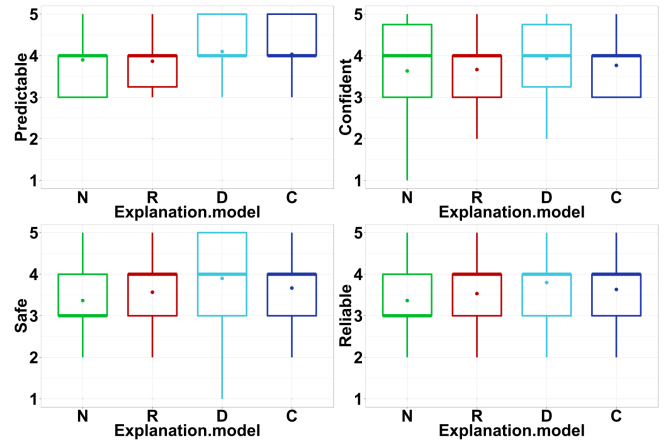 Predictable
5
4
3
2
1
N R D C
Explanation.model
Confident
5
4
3
2
1
N R D C
Explanation.model
Safe
5
4
3
2
1
N R D C
Explanation.model
Reliable
5
4
3
2
1
N R D C
Explanation.model